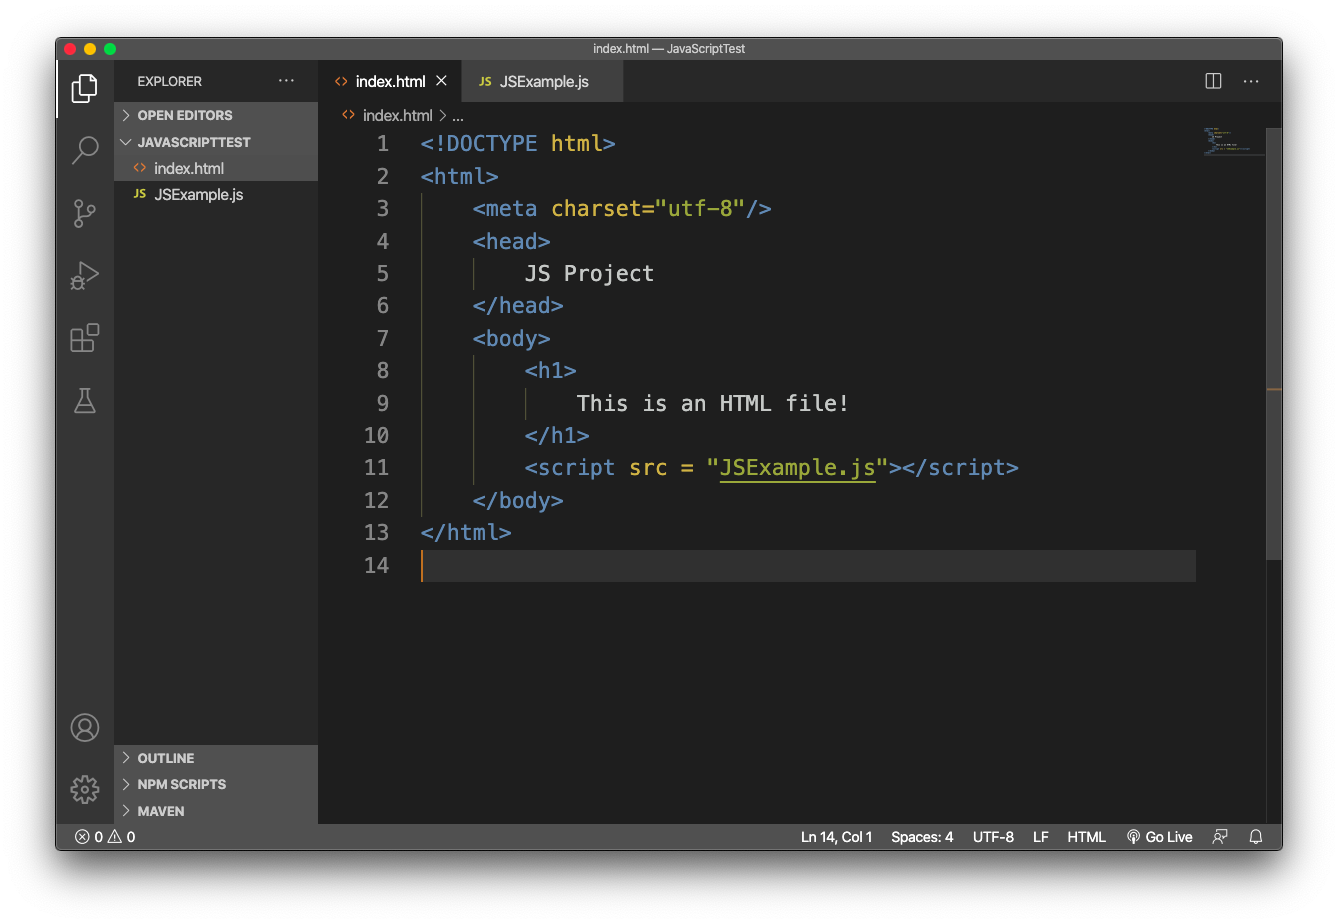 index.html — JavaScriptTest
EXPLORER ...
OPEN EDITORS
JAVASCRIPTTEST
<> index.html
JS JSExample.js
OUTLINE
NPM SCRIPTS
MAVEN
<> index.html × JS JSExample.js ...
<> index.html > ...
1 <!DOCTYPE html>
2 <html>
3 <meta charset="utf-8"/>
4 <head>
5 JS Project
6 </head>
7 <body>
8 <h1>
9 This is an HTML file!
10 </h1>
11 <script src = "JSExample.js"></script>
12 </body>
13 </html>
14
0 0 Ln 14, Col 1 Spaces: 4 UTF-8 LF HTML Go Live